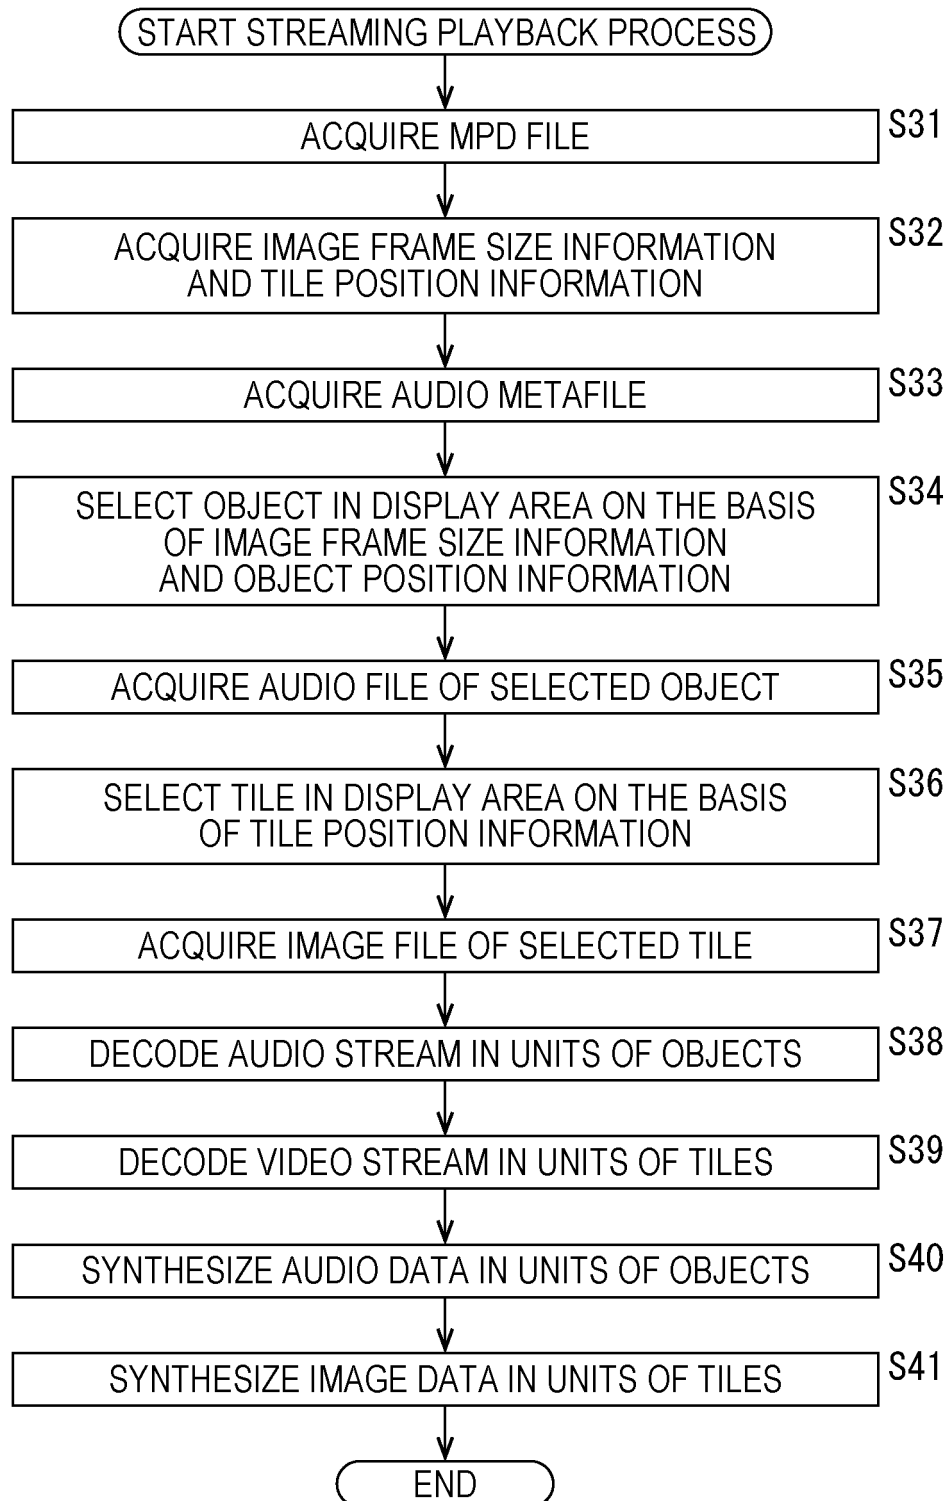 START STREAMING PLAYBACK PROCESS
S31
ACQUIRE MPD FILE
S32
ACQUIRE IMAGE FRAME SIZE INFORMATION
AND TILE POSITION INFORMATION
S33
ACQUIRE AUDIO METAFILE
S34
SELECT OBJECT IN DISPLAY AREA ON THE BASIS
OF IMAGE FRAME SIZE INFORMATION
AND OBJECT POSITION INFORMATION
S35
ACQUIRE AUDIO FILE OF SELECTED OBJECT
S36
SELECT TILE IN DISPLAY AREA ON THE BASIS
OF TILE POSITION INFORMATION
S37
ACQUIRE IMAGE FILE OF SELECTED TILE
S38
DECODE AUDIO STREAM IN UNITS OF OBJECTS
S39
DECODE VIDEO STREAM IN UNITS OF TILES
S40
SYNTHESIZE AUDIO DATA IN UNITS OF OBJECTS
S41
SYNTHESIZE IMAGE DATA IN UNITS OF TILES
END